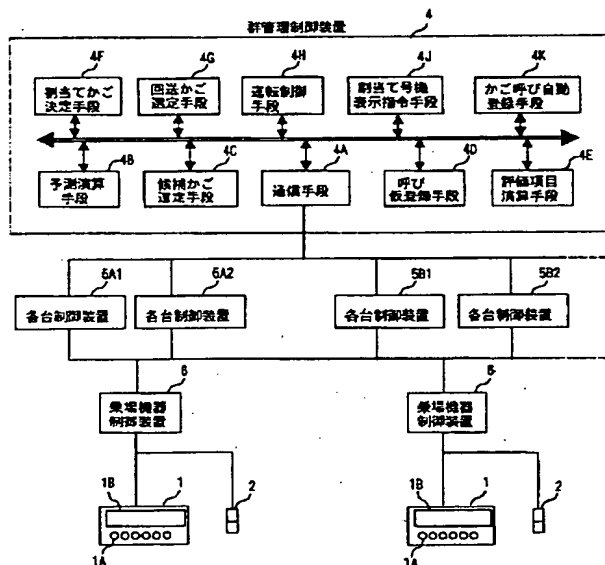 群管理制御装置
4
4F
4G
4H
4J
4K
割当てかご
決定手段
回送かご
選定手段
運転制御
手段
割当て号機
表示指令手段
かご呼び自動
登録手段
予測演算
手段
4B
候補かご
選定手段
4C
通信手段
4A
呼び
仮登録手段
4D
評価項目
演算手段
4E
5A1
5A2
5B1
5B2
各台制御装置
各台制御装置
各台制御装置
各台制御装置
6
6
乗場機器
制御装置
乗場機器
制御装置
1B
1
2
1B
1
2
1A
1A